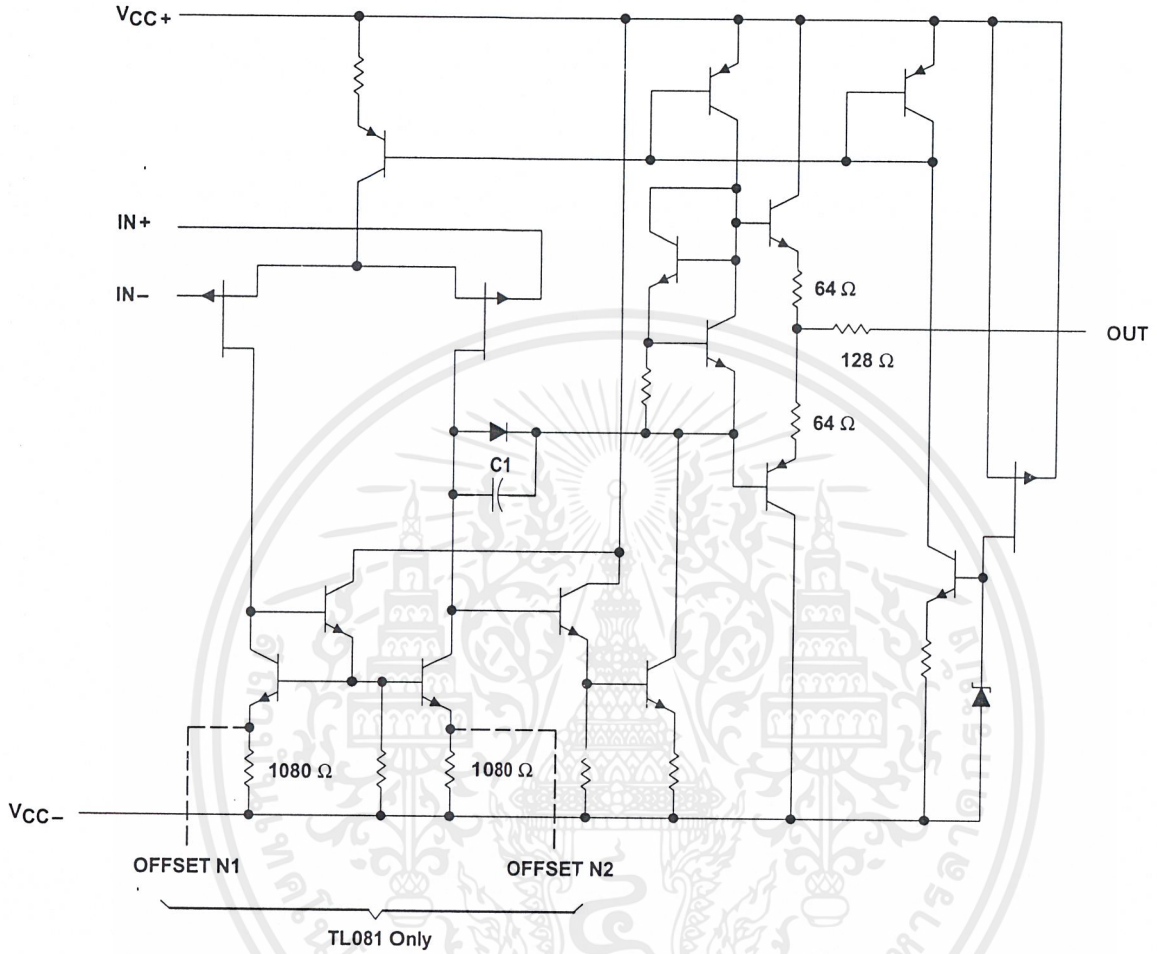 VCC+
IN+
IN−
64 Ω
OUT
128 Ω
64 Ω
C1
1080 Ω
1080 Ω
VCC−
OFFSET N1
OFFSET N2
TL081 Only